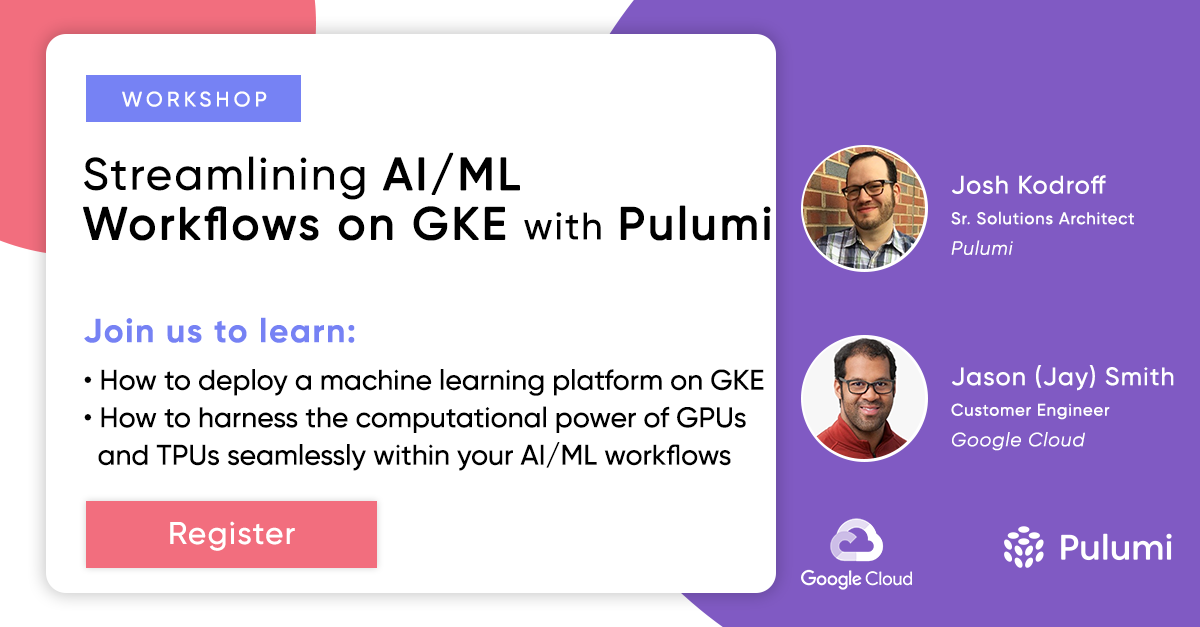 WORKSHOP
Streamlining AI/ML
Workflows on GKE with Pulumi
Join us to learn:
• How to deploy a machine learning platform on GKE
• How to harness the computational power of GPUs
and TPUs seamlessly within your AI/ML workflows
Register
Josh Kodroff
Sr. Solutions Architect
Pulumi
Jason (Jay) Smith
Customer Engineer
Google Cloud
Google Cloud
Pulumi